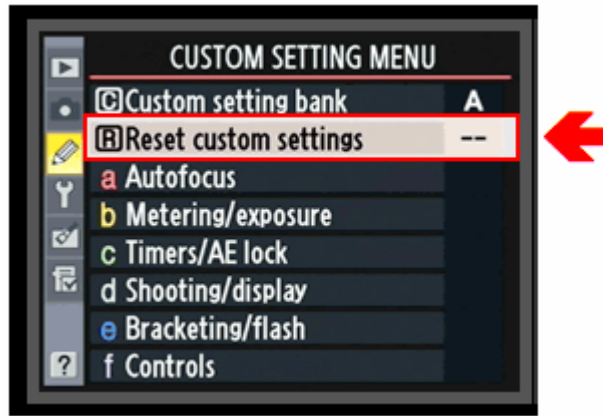 CUSTOM SETTING MENU
C Custom setting bank A
R Reset custom settings --
a Autofocus
b Metering/exposure
c Timers/AE lock
d Shooting/display
e Bracketing/flash
? f Controls